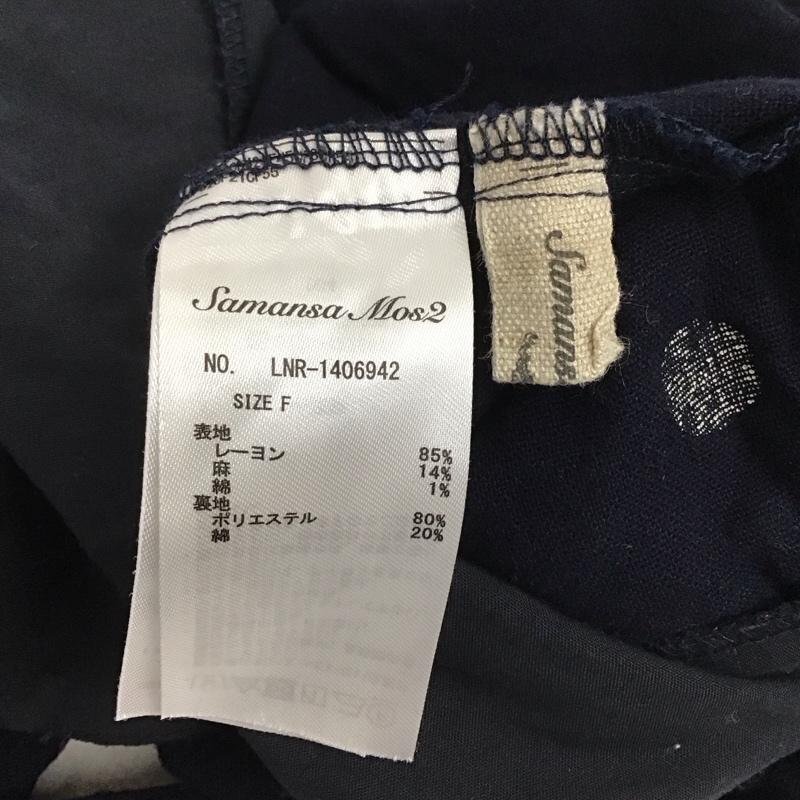 Samansa Mos2
NO. LNR-1406942
SIZE F
表地
レーヨン 85%
麻 14%
綿 1%
裏地
ポリエステル 80%
綿 20%
Samans